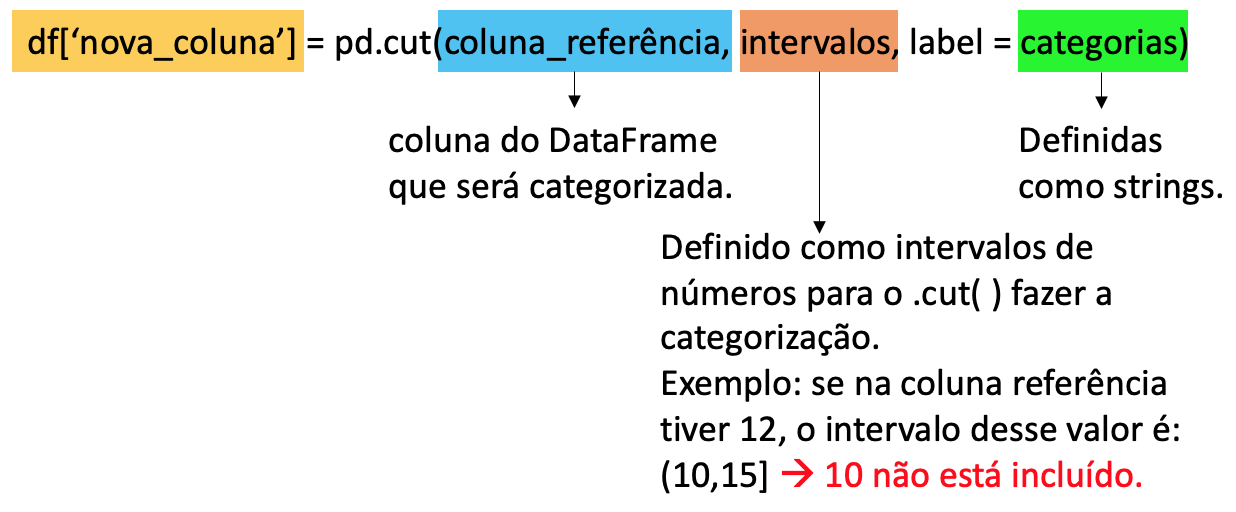 df[‘nova_coluna’] = pd.cut(coluna_referência, intervalos, label = categorias)
coluna do DataFrame
que será categorizada.
Definidas
como strings.
Definido como intervalos de
números para o .cut( ) fazer a
categorização.
Exemplo: se na coluna referência
tiver 12, o intervalo desse valor é:
(10,15] → 10 não está incluído.